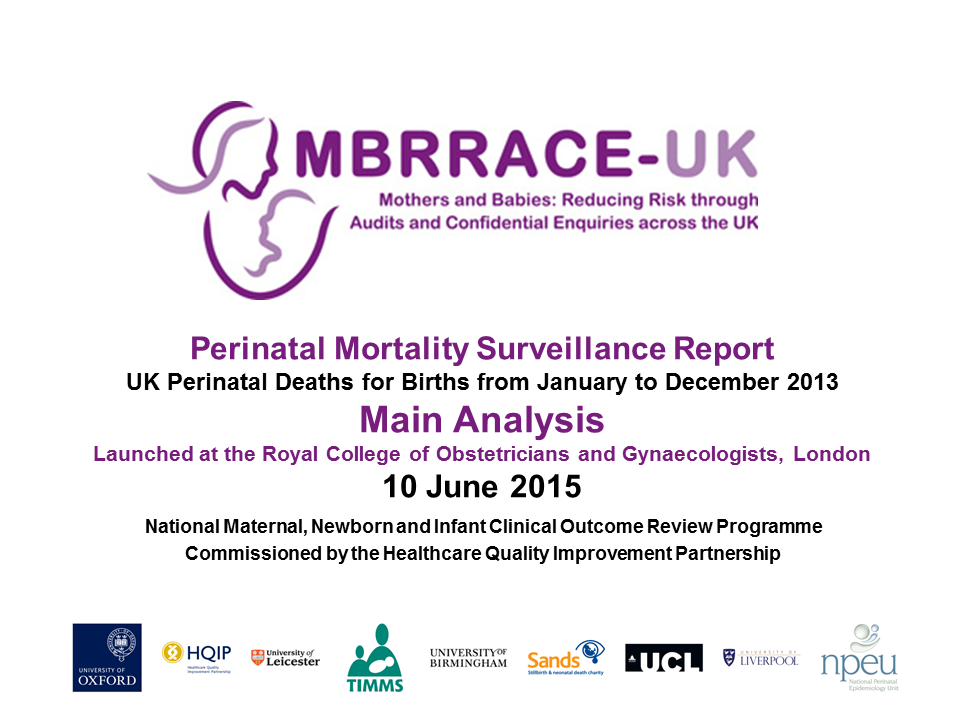 MBRRACE-UK
Mothers and Babies: Reducing Risk through
Audits and Confidential Enquiries across the UK
Perinatal Mortality Surveillance Report
UK Perinatal Deaths for Births from January to December 2013
Main Analysis
Launched at the Royal College of Obstetricians and Gynaecologists, London
10 June 2015
National Maternal, Newborn and Infant Clinical Outcome Review Programme
Commissioned by the Healthcare Quality Improvement Partnership
UNIVERSITY OF
OXFORD
HQIP
Healthcare Quality
Improvement Partnership
University of
Leicester
TIMMS
UNIVERSITY OF
BIRMINGHAM
Sands
Stillbirth & neonatal death charity
UCL
UNIVERSITY OF
LIVERPOOL
npeu
National Perinatal
Epidemiology Unit